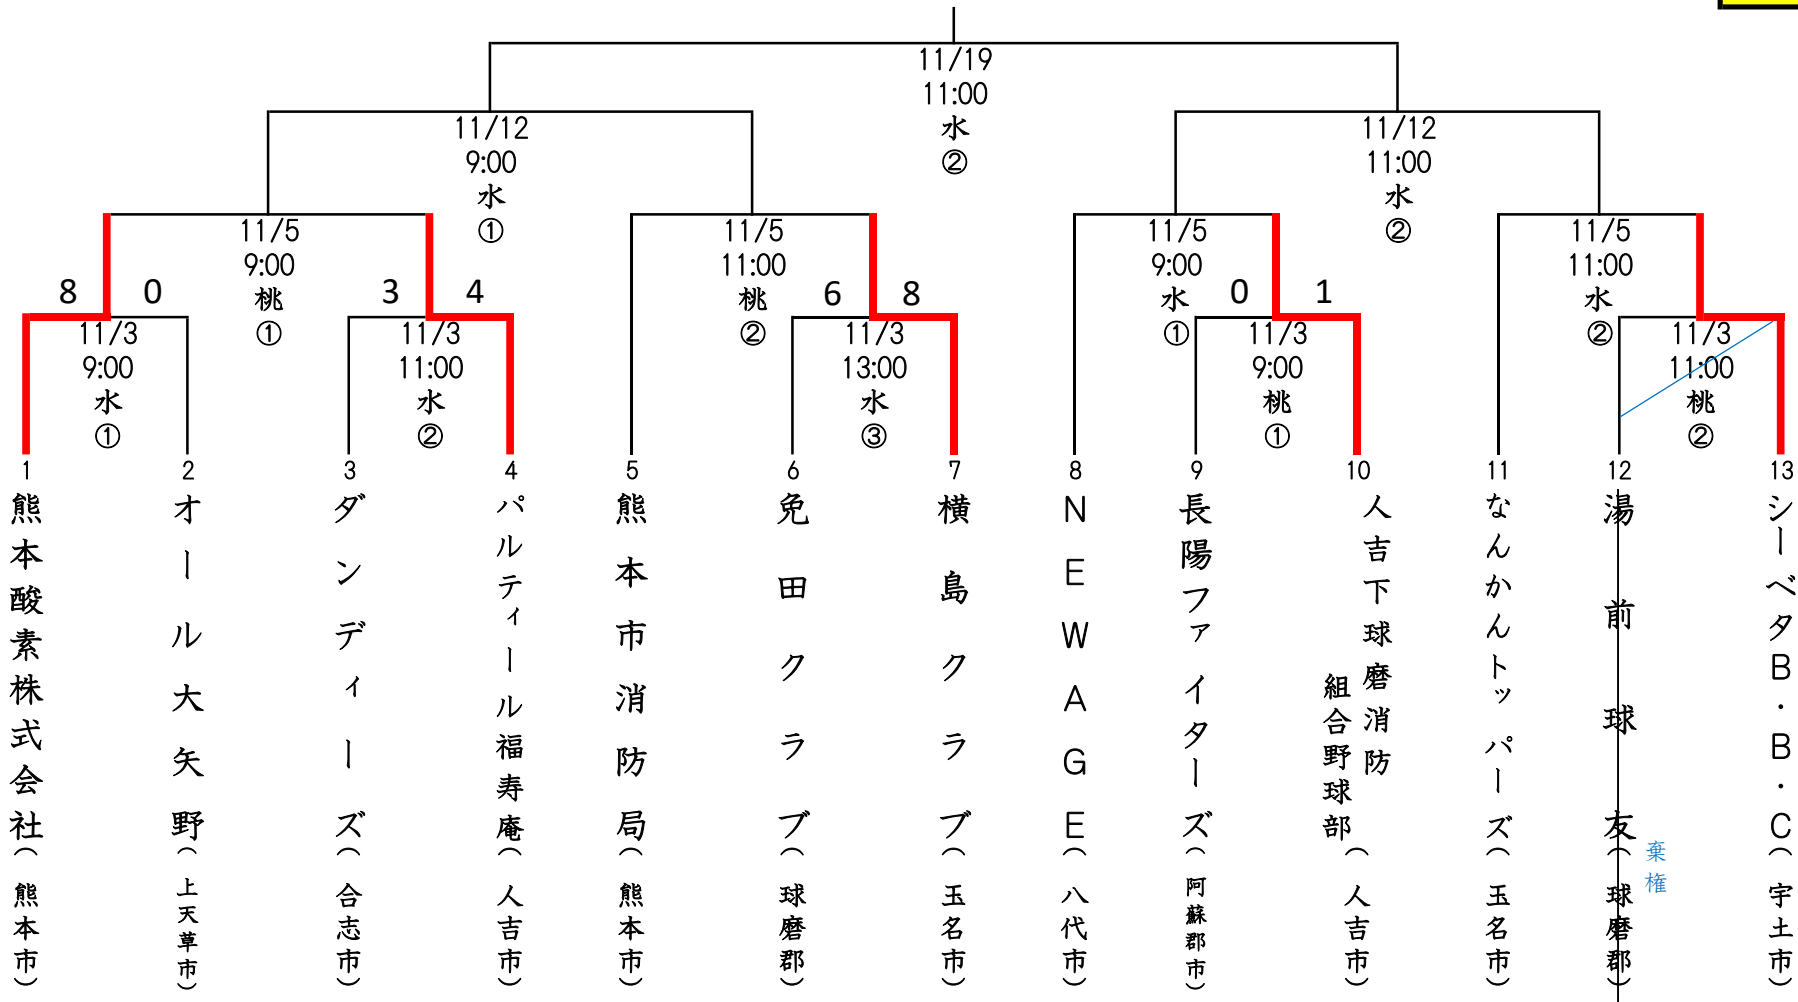 11/19
11:00
水
②
11/12
9:00
水
①
11/12
11:00
水
②
11/5
9:00
桃
①
11/5
11:00
桃
②
11/5
9:00
水
①
11/5
11:00
水
②
8 0
11/3
9:00
水
①
3 4
11/3
11:00
水
②
6 8
11/3
13:00
水
③
0 1
11/3
9:00
桃
①
11/3
11:00
桃
②
1
熊本酸素株式会社(熊本市)
2
オール大矢野(上天草市)
3
ダンディーズ(合志市)
4
パルティール福寿庵(人吉市)
5
熊本市消防局(熊本市)
6
免田クラブ(球磨郡)
7
横島クラブ(玉名市)
8
NEWAGE(八代市)
9
長陽ファイターズ(阿蘇郡市)
10
人吉下球磨消防
組合野球部(人吉市)
11
なんかんトッパーズ(玉名市)
12
湯前球友(球磨郡)
棄権
13
シーベタB・B・C(宇土市)